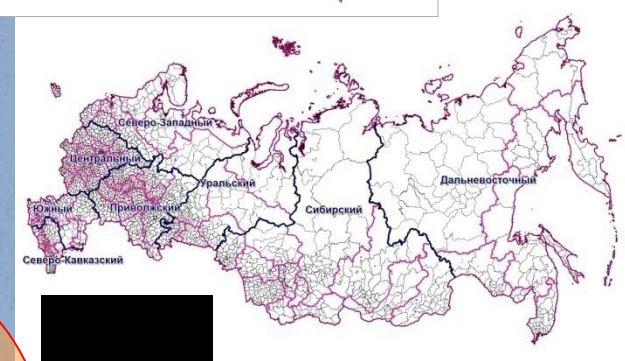 Северо-Западный
Центральный
Уральский
Дальневосточный
Южный
Приволжский
Сибирский
Северо-Кавказский